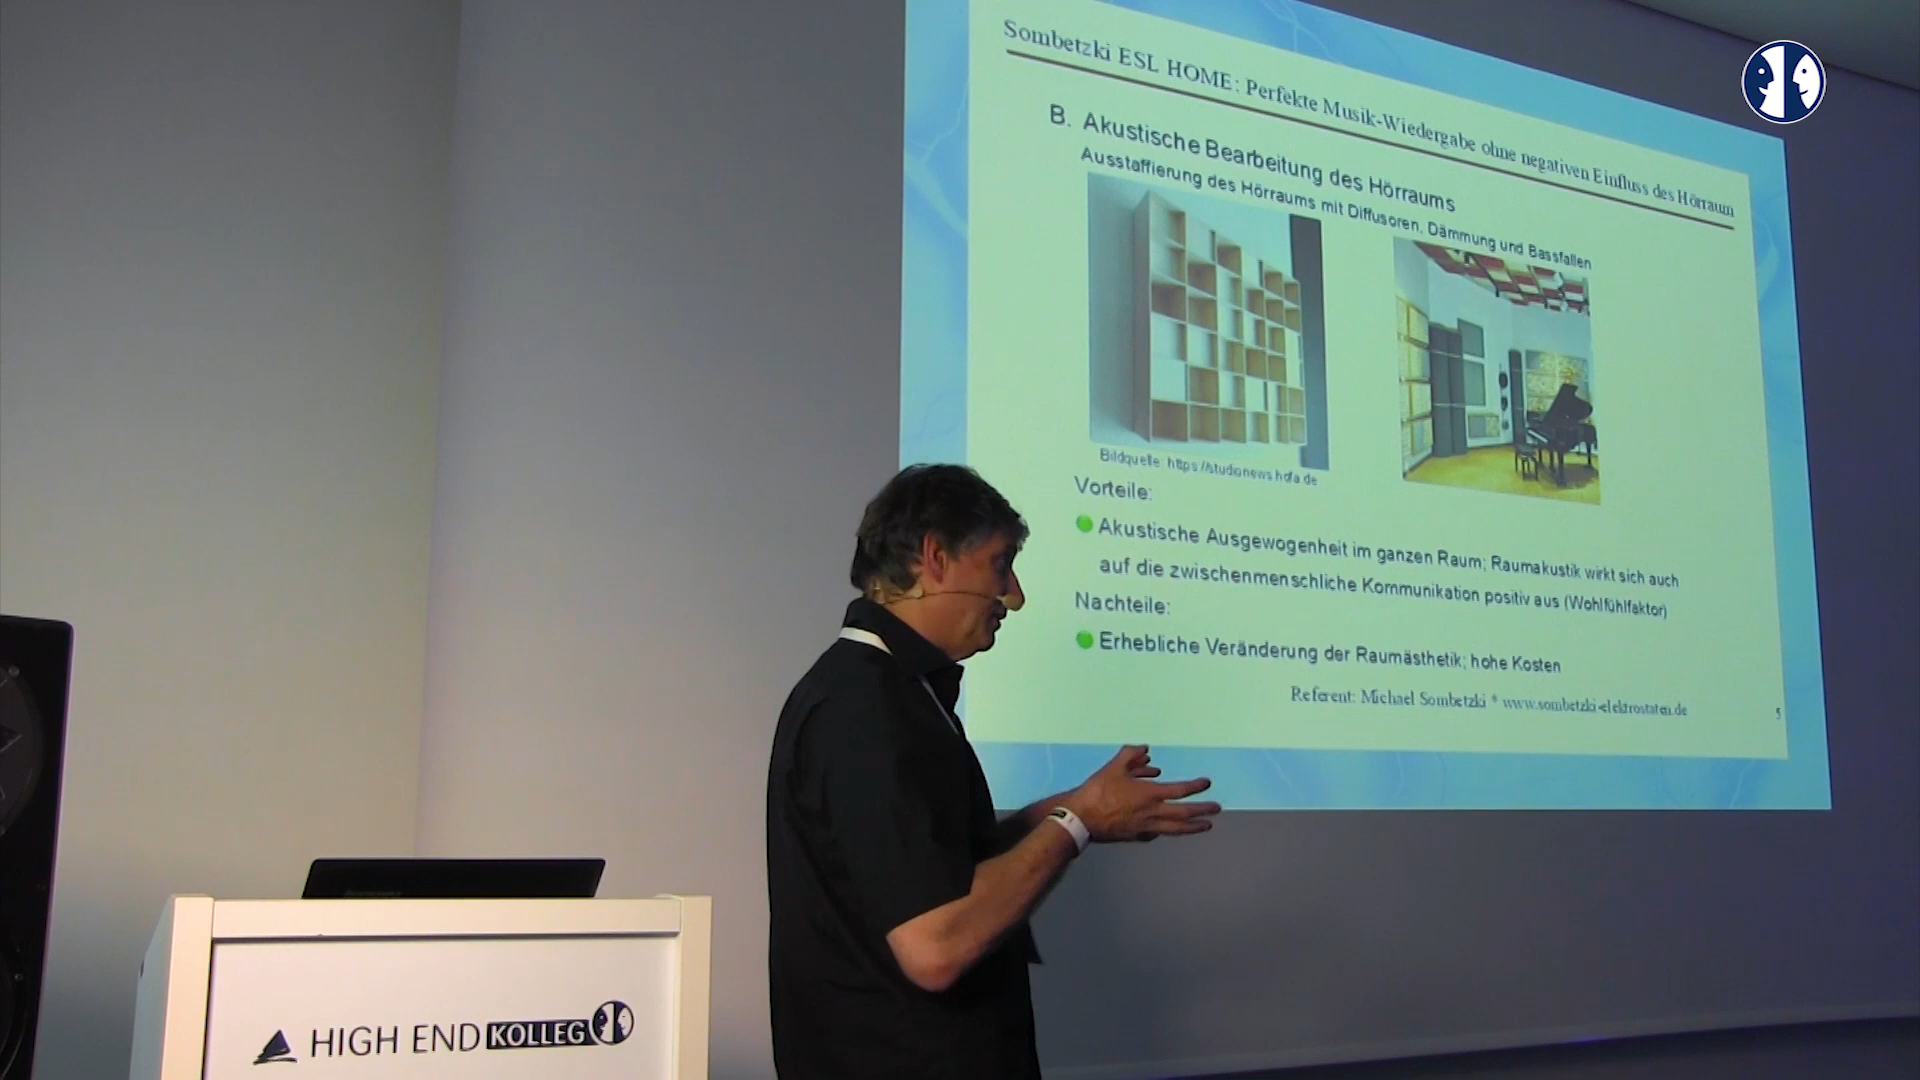 Sombetzki ESL HOME: Perfekte Musik-Wiedergabe ohne negativen Einfluss des Hörraum
B. Akustische Bearbeitung des Hörraums
Ausstaffierung des Hörraums mit Diffusoren, Dämmung und Bassfallen
Bildquelle: https://studionews.hofa.de
Vorteile:
Akustische Ausgewogenheit im ganzen Raum; Raumakustik wirkt sich auch
auf die zwischenmenschliche Kommunikation positiv aus (Wohlfühlfaktor)
Nachteile:
Erhebliche Veränderung der Raumästhetik; hohe Kosten
Referent: Michael Sombetzki * www.sombetzki-elektrostaten.de
5
HIGH END KOLLEG